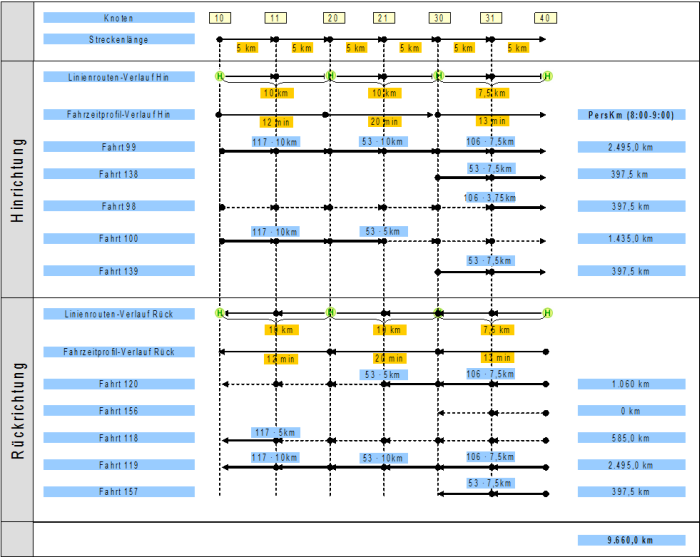 Knoten 10 11 20 21 30 31 40
Streckenlänge 5 km 5 km 5 km 5 km 5 km 5 km
Hinrichtung
Linienrouten-Verlauf Hin H H H H
10 km 10 km 7,5 km
Fahrzeitprofil-Verlauf Hin PersKm (8:00-9:00)
12 min 20 min 13 min
Fahrt 99 117 · 10km 53 · 10km 106 · 7,5km 2.495,0 km
Fahrt 138 53 · 7,5km 397,5 km
Fahrt 98 106 · 3,75km 397,5 km
Fahrt 100 117 · 10km 53 · 5km 1.435,0 km
Fahrt 139 53 · 7,5km 397,5 km
Rückrichtung
Linienrouten-Verlauf Rück H H H H
10 km 10 km 7,5 km
Fahrzeitprofil-Verlauf Rück
12 min 20 min 13 min
Fahrt 120 53 · 5km 106 · 7,5km 1.060 km
Fahrt 156 0 km
Fahrt 118 117 · 5km 585,0 km
Fahrt 119 117 · 10km 53 · 10km 106 · 7,5km 2.495,0 km
Fahrt 157 53 · 7,5km 397,5 km
9.660,0 km